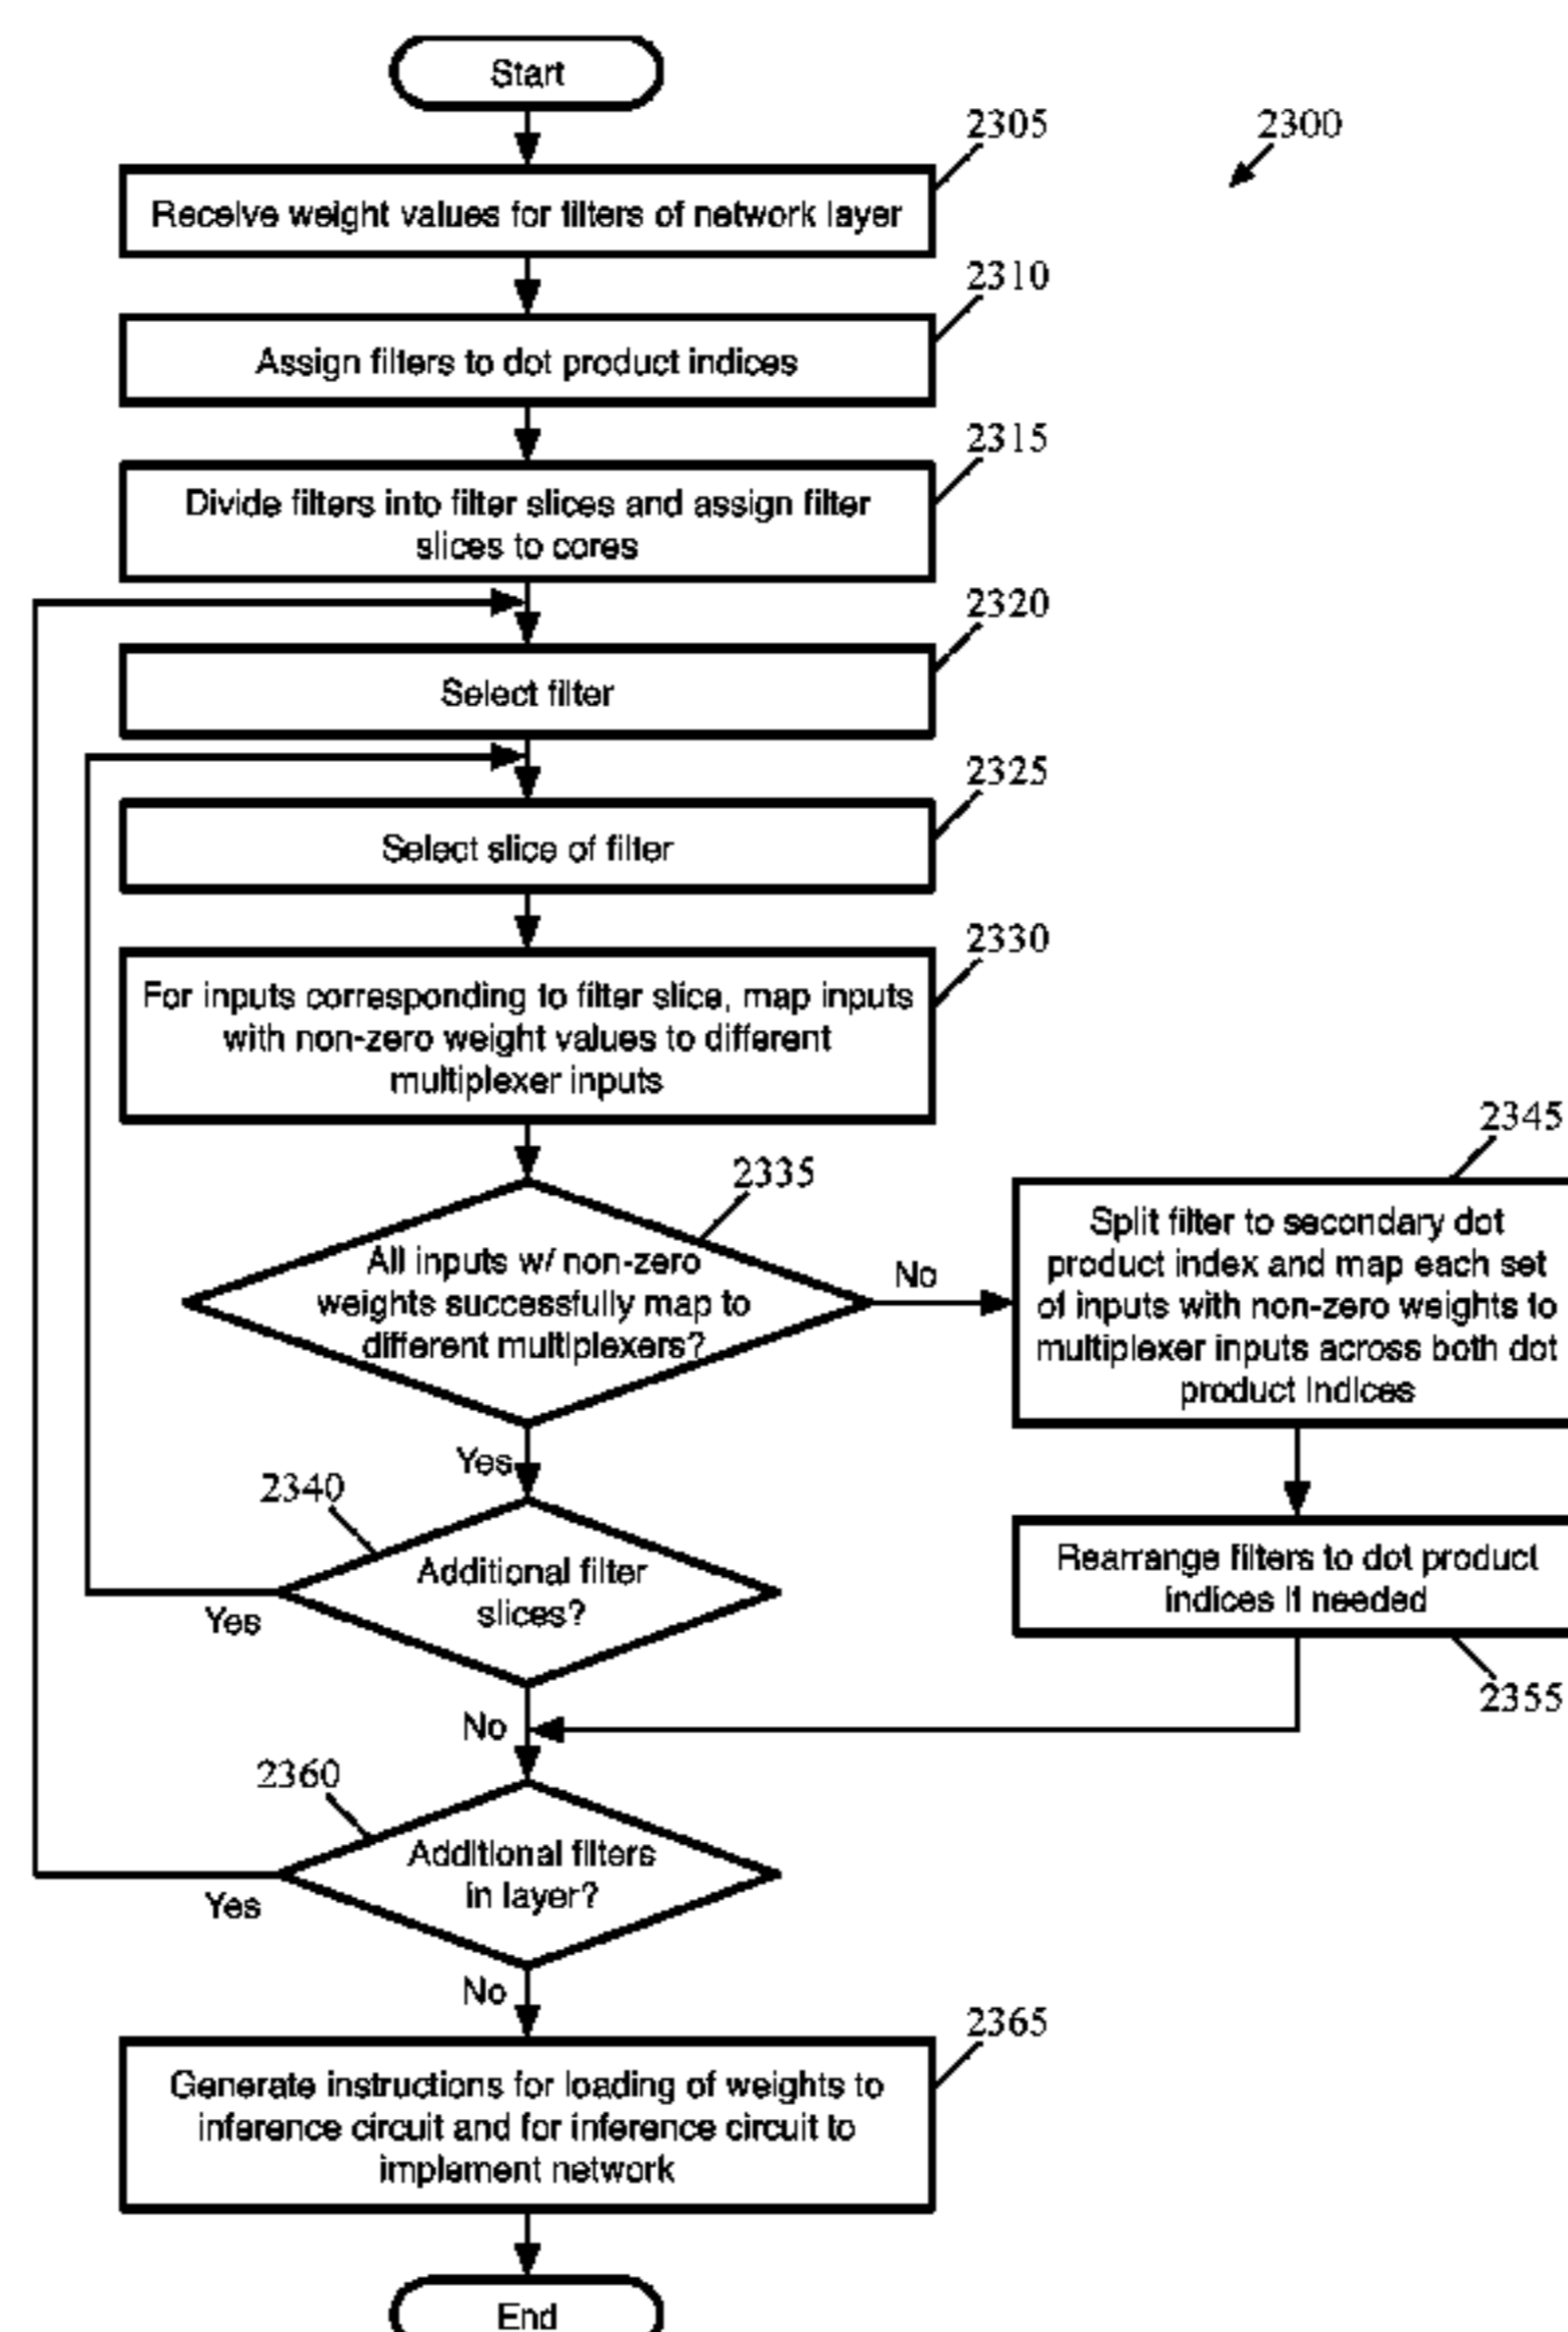 Start
2305
2300
Receive weight values for filters of network layer
2310
Assign filters to dot product indices
2315
Divide filters into filter slices and assign filter
slices to cores
2320
Select filter
2325
Select slice of filter
2330
For inputs corresponding to filter slice, map inputs
with non-zero weight values to different
multiplexer inputs
2335
All inputs w/ non-zero
weights successfully map to
different multiplexers?
No
2345
Split filter to secondary dot
product index and map each set
of inputs with non-zero weights to
multiplexer inputs across both dot
product indices
Yes
2340
Additional filter
slices?
Yes
Rearrange filters to dot product
indices if needed
2355
No
2360
Additional filters
in layer?
Yes
No
2365
Generate instructions for loading of weights to
inference circuit and for inference circuit to
implement network
End